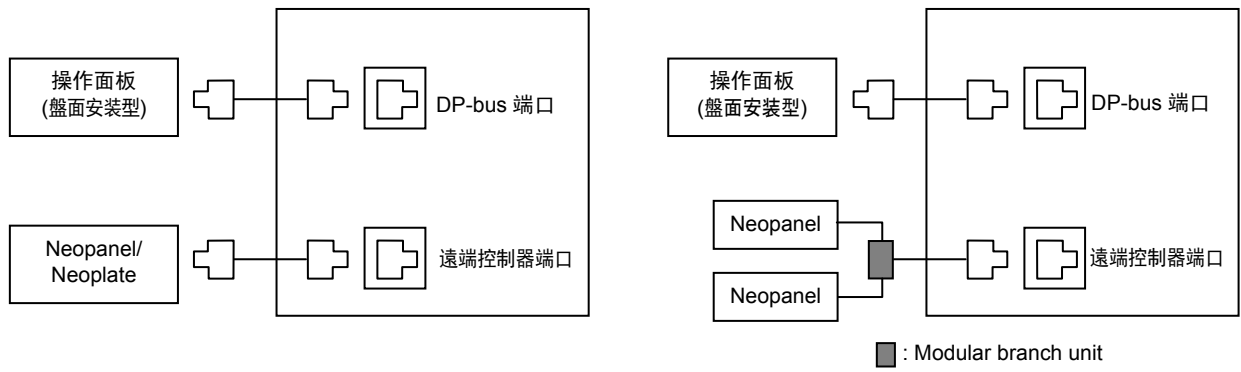 操作面板
(盤面安装型)
DP-bus 端口
Neopanel/
Neoplate
遠端控制器端口
操作面板
(盤面安装型)
DP-bus 端口
Neopanel
Neopanel
遠端控制器端口
: Modular branch unit